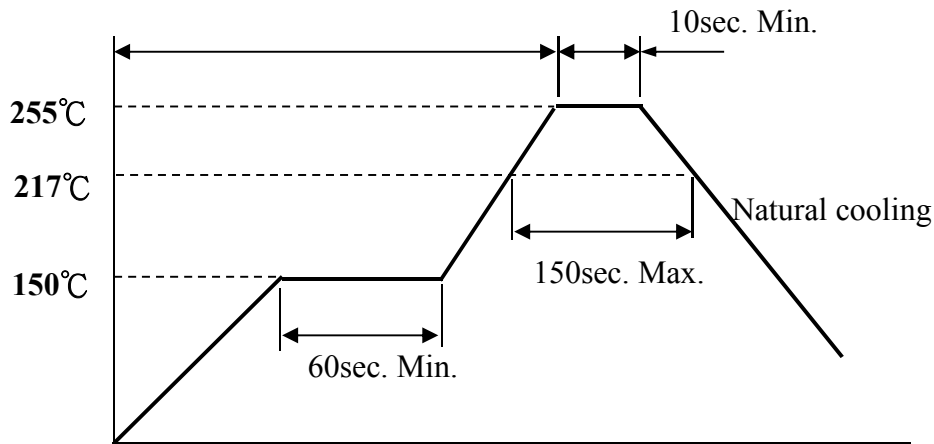 10sec. Min.
255℃
217℃
Natural cooling
150℃
150sec. Max.
60sec. Min.